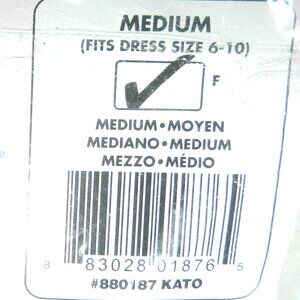 MEDIUM
(FITS DRESS SIZE 6-10)
F
MEDIUM•MOYEN
MEDIANO•MEDIUM
MEZZO•MÉDIO
8 83028 01876 5
#880187 KATO